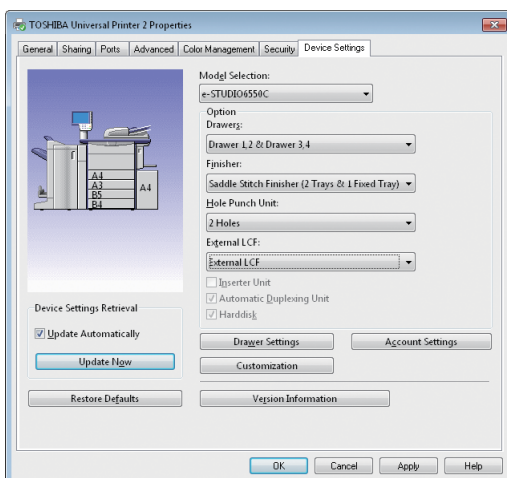 TOSHIBA Universal Printer 2 Properties
General Sharing Ports Advanced Color Management Security Device Settings
Model Selection:
e-STUDIO6550C
Option
Drawers:
Drawer 1,2 & Drawer 3,4
Finisher:
Saddle Stitch Finisher (2 Trays & 1 Fixed Tray)
Hole Punch Unit:
2 Holes
External LCF:
External LCF
Inserter Unit
Automatic Duplexing Unit
Harddisk
A4
A3
B5
B4
A4
Device Settings Retrieval
Update Automatically
Update Now
Restore Defaults
Drawer Settings Account Settings
Customization
Version Information
OK Cancel Apply Help